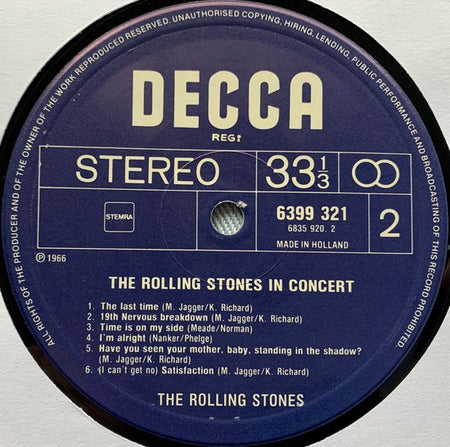 ALL RIGHTS OF THE PRODUCER AND OF THE OWNER OF THE WORK REPRODUCED RESERVED. UNAUTHORISED COPYING, HIRING, LENDING, PUBLIC PERFORMANCE AND BROADCASTING OF THIS RECORD PROHIBITED.
DECCA
REG?
STEREO 33 1/3
STEMRA
6399 321
6835 920. 2
MADE IN HOLLAND
2
℗ 1966
THE ROLLING STONES IN CONCERT
1. The last time (M. Jagger/K. Richard)
2. 19th Nervous breakdown (M. Jagger/K. Richard)
3. Time is on my side (Meade/Norman)
4. I'm alright (Nanker/Phelge)
5. Have you seen your mother, baby, standing in the shadow?
(M. Jagger/K. Richard)
6. (I can't get no) Satisfaction (M. Jagger/K. Richard)
THE ROLLING STONES